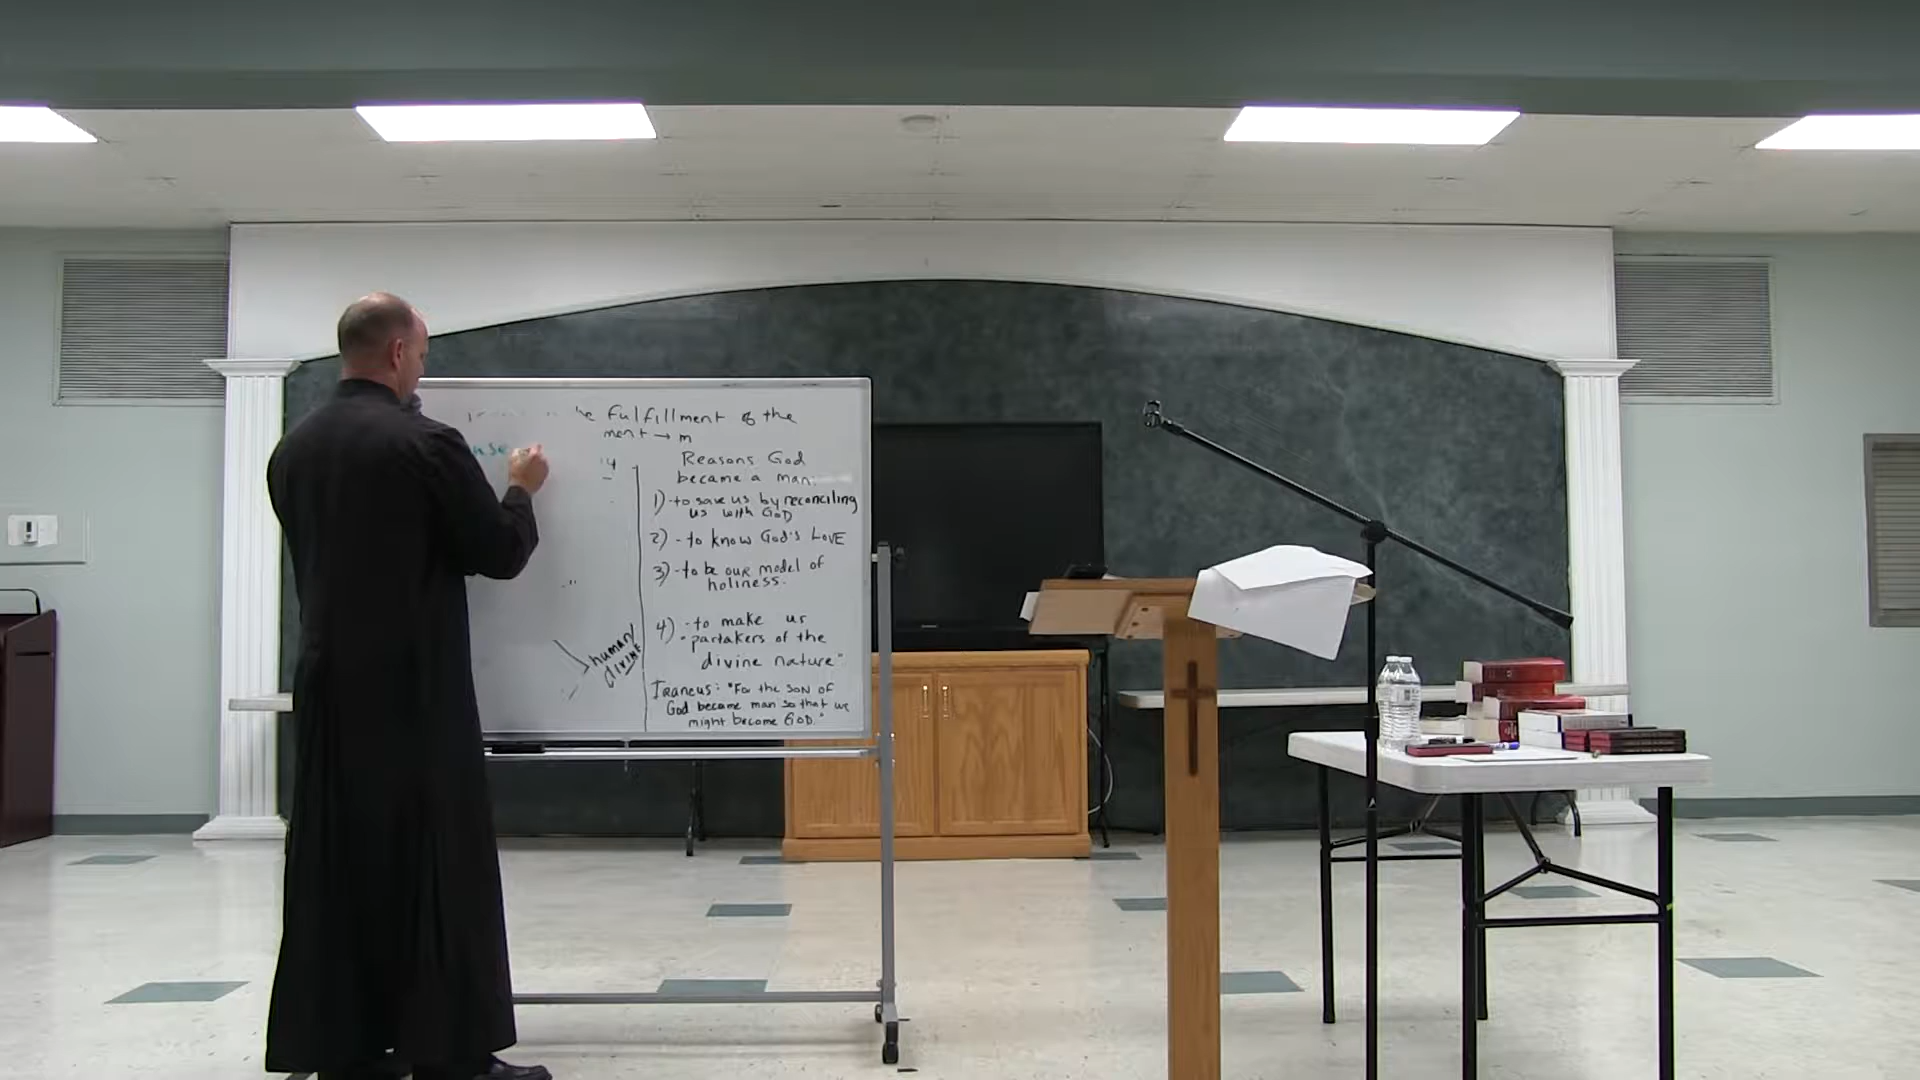 he fulfillment of the
ment → m
Reasons God
became a man:
1) - to save us by reconciling
us with GOD
2) - to know God's LOVE
3) - to be our model of
holiness.
4) - to make us
"partakers of the
divine nature"
human/
divine
Iraneus: "For the SON OF
God became man so that we
might become GOD."